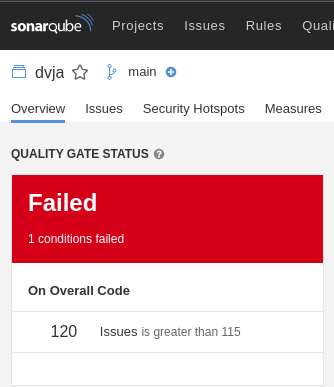 sonarqube Projects Issues Rules
dvja main
Overview Issues Security Hotspots Measures
QUALITY GATE STATUS ?
Failed
1 conditions failed
On Overall Code
120 Issues is greater than 115